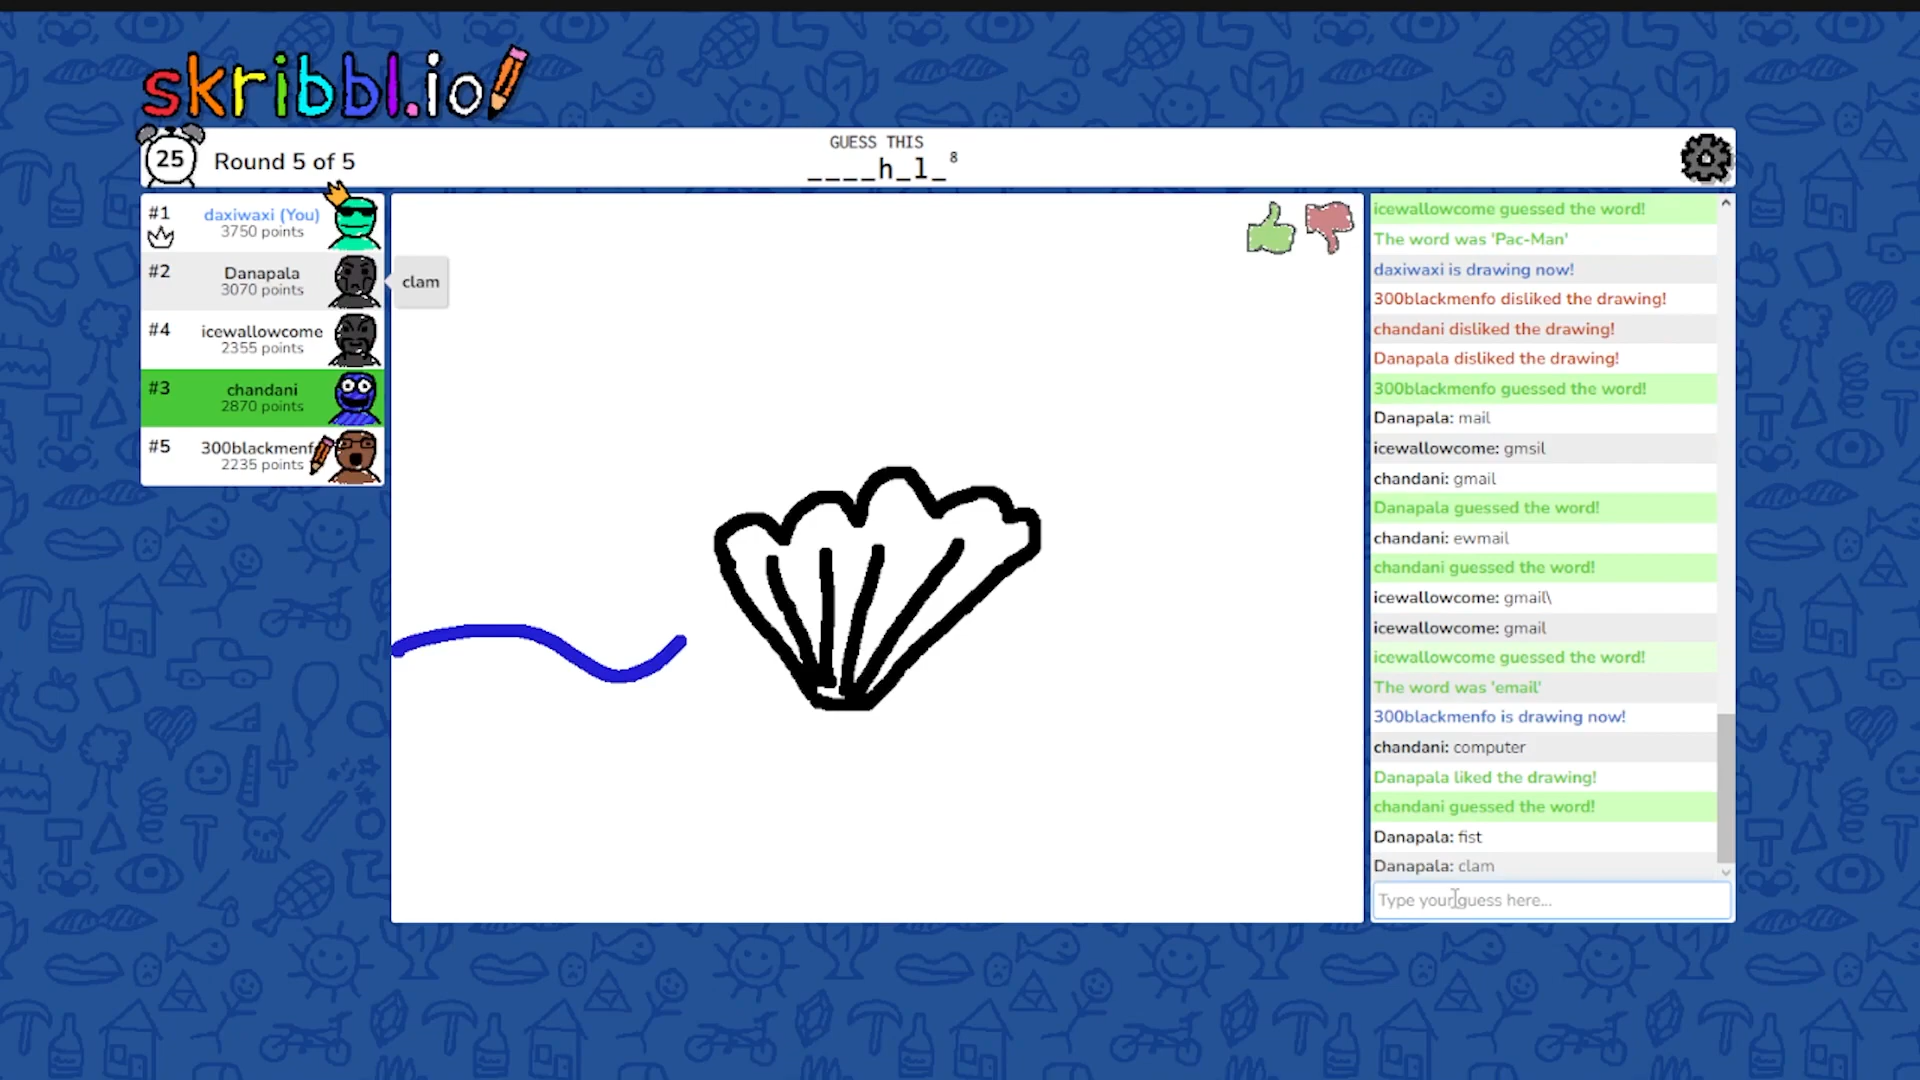 skribbl.io
25
Round 5 of 5
GUESS THIS
____h_l_ 8
#1
daxiwaxi (You)
3750 points
#2
Danapala
3070 points
clam
#4
icewallowcome
2355 points
#3
chandani
2870 points
#5
300blackmenf
2235 points
icewallowcome guessed the word!
The word was 'Pac-Man'
daxiwaxi is drawing now!
300blackmenfo disliked the drawing!
chandani disliked the drawing!
Danapala disliked the drawing!
300blackmenfo guessed the word!
Danapala: mail
icewallowcome: gmsil
chandani: gmail
Danapala guessed the word!
chandani: ewmail
chandani guessed the word!
icewallowcome: gmail\
icewallowcome: gmail
icewallowcome guessed the word!
The word was 'email'
300blackmenfo is drawing now!
chandani: computer
Danapala liked the drawing!
chandani guessed the word!
Danapala: fist
Danapala: clam
Type your guess here...